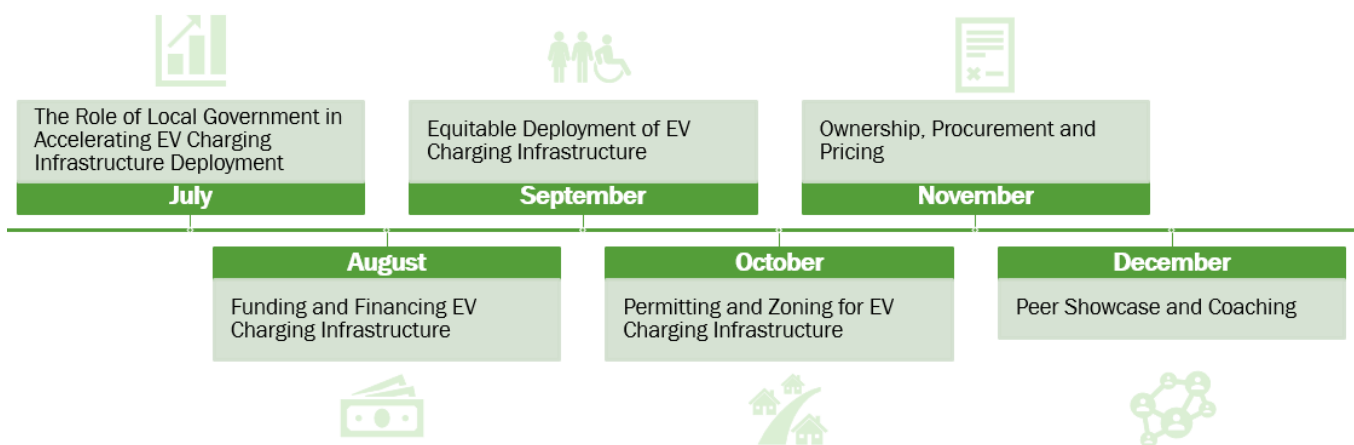 The Role of Local Government in
Accelerating EV Charging
Infrastructure Deployment
July
Equitable Deployment of EV
Charging Infrastructure
September
Ownership, Procurement and
Pricing
November
August
Funding and Financing EV
Charging Infrastructure
October
Permitting and Zoning for EV
Charging Infrastructure
December
Peer Showcase and Coaching